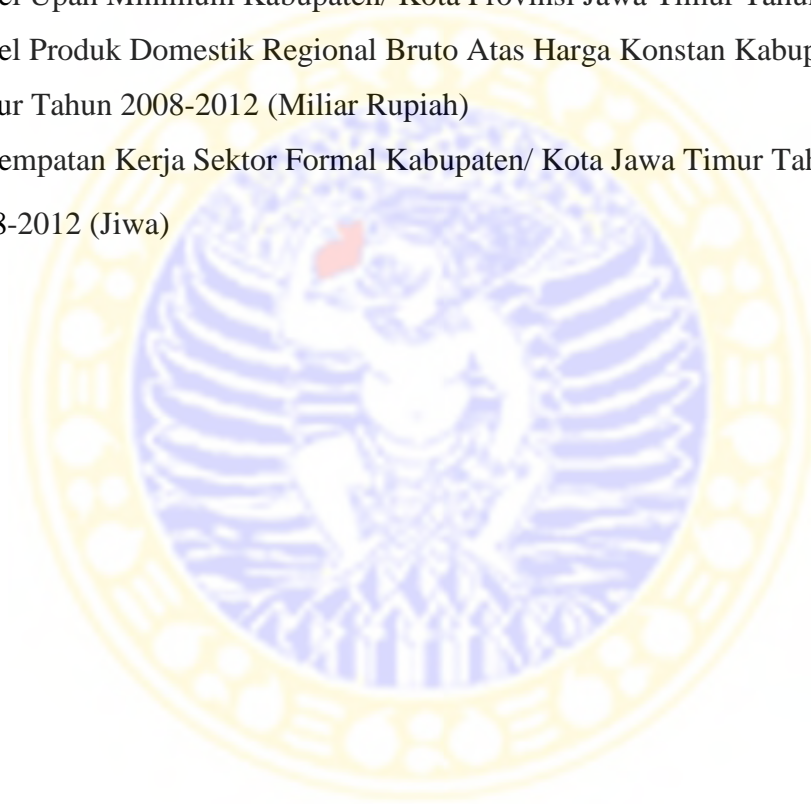 el Upah Minimum Kabupaten/ Kota Provinsi Jawa Timur Tahun
el Produk Domestik Regional Bruto Atas Harga Konstan Kabup
ur Tahun 2008-2012 (Miliar Rupiah)
empatan Kerja Sektor Formal Kabupaten/ Kota Jawa Timur Tah
8-2012 (Jiwa)